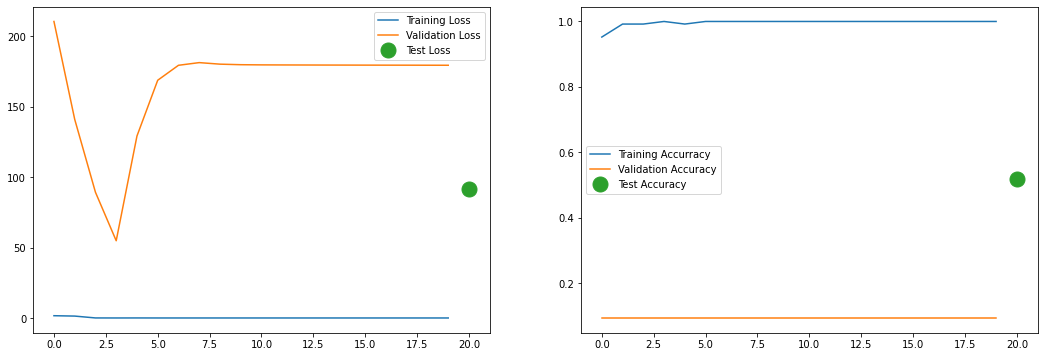 200
150
100
50
0
0.0 2.5 5.0 7.5 10.0 12.5 15.0 17.5 20.0
Training Loss
Validation Loss
Test Loss
1.0
0.8
0.6
0.4
0.2
0.0 2.5 5.0 7.5 10.0 12.5 15.0 17.5 20.0
Training Accurracy
Validation Accuracy
Test Accuracy